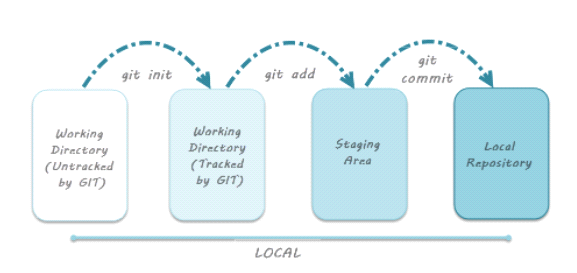 git init
git add
git
commit
Working
Directory
(Untracked
by GIT)
Working
Directory
(Tracked
by GIT)
Staging
Area
Local
Repository
LOCAL